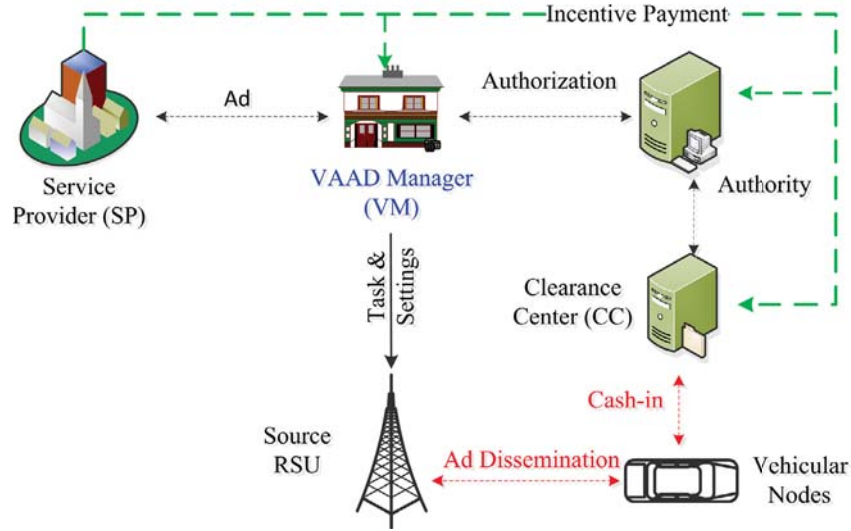 Incentive Payment
Ad
Authorization
Service
Provider (SP)
VAAD Manager
(VM)
Authority
Task &
Settings
Clearance
Center (CC)
Cash-in
Source
RSU
Ad Dissemination
Vehicular
Nodes